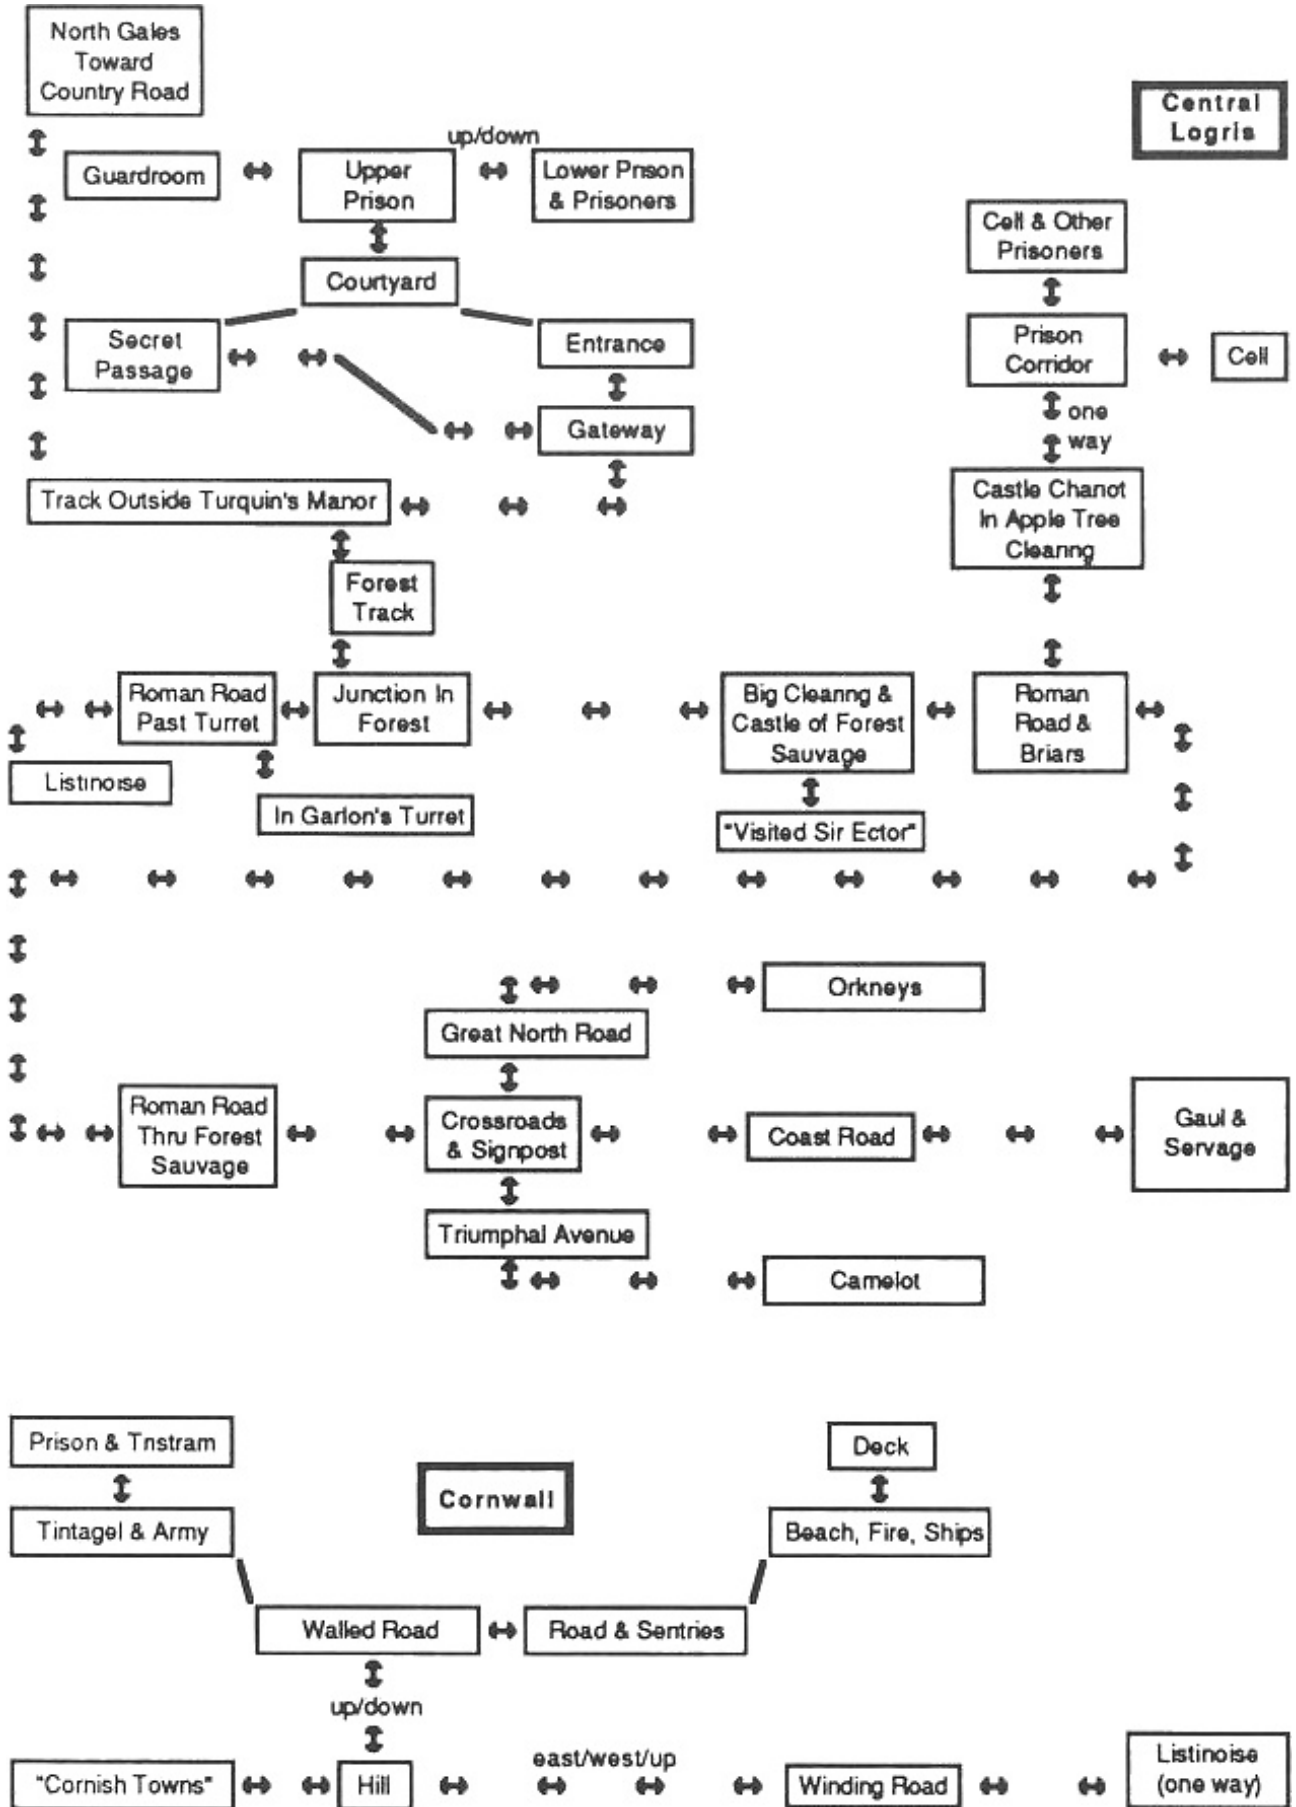 North Gales
Toward
Country Road
Central
Logris
up/down
Guardroom
Upper
Prison
Lower Prison
& Prisoners
Cell & Other
Prisoners
Courtyard
Secret
Passage
Entrance
Prison
Corridor
Cell
Gateway
one
way
Track Outside Turquin's Manor
Castle Chariot
In Apple Tree
Clearing
Forest
Track
Roman Road
Past Turret
Junction In
Forest
Big Clearing &
Castle of Forest
Sauvage
Roman
Road &
Briars
Listinoise
In Garlon's Turret
"Visited Sir Ector"
Orkneys
Great North Road
Roman Road
Thru Forest
Sauvage
Crossroads
& Signpost
Coast Road
Gaul &
Servage
Triumphal Avenue
Camelot
Prison & Tristram
Deck
Cornwall
Tintagel & Army
Beach, Fire, Ships
Walled Road
Road & Sentries
up/down
east/west/up
"Cornish Towns"
Hill
Winding Road
Listinoise
(one way)